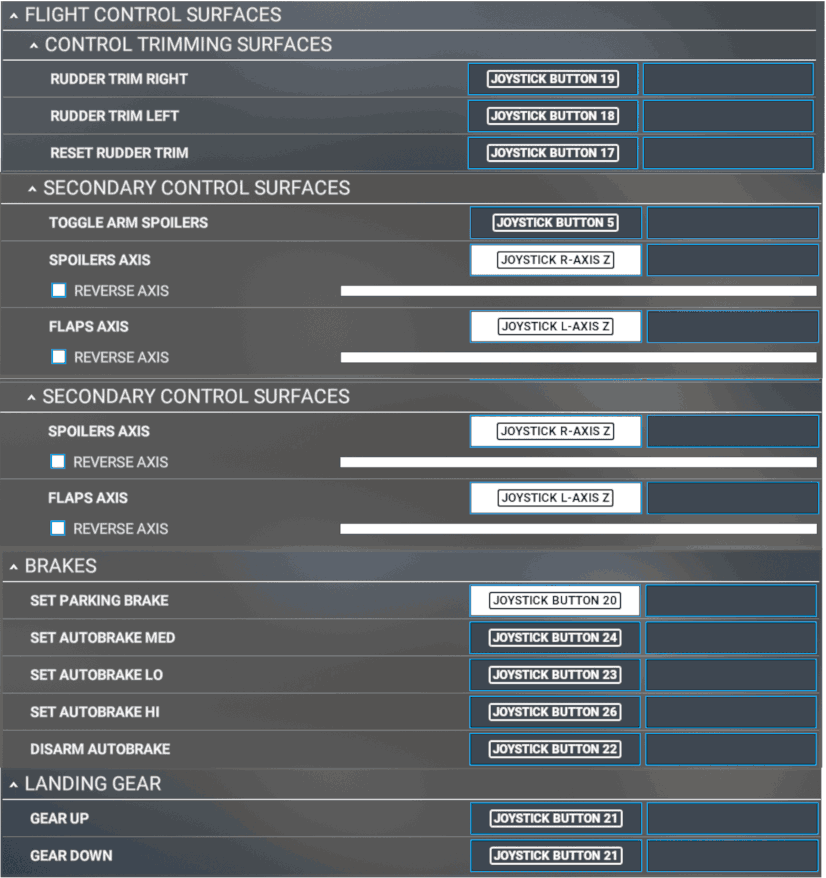 FLIGHT CONTROL SURFACES
CONTROL TRIMMING SURFACES
RUDDER TRIM RIGHT JOYSTICK BUTTON 19
RUDDER TRIM LEFT JOYSTICK BUTTON 18
RESET RUDDER TRIM JOYSTICK BUTTON 17
SECONDARY CONTROL SURFACES
TOGGLE ARM SPOILERS JOYSTICK BUTTON 5
SPOILERS AXIS JOYSTICK R-AXIS Z
REVERSE AXIS
FLAPS AXIS JOYSTICK L-AXIS Z
REVERSE AXIS
SECONDARY CONTROL SURFACES
SPOILERS AXIS JOYSTICK R-AXIS Z
REVERSE AXIS
FLAPS AXIS JOYSTICK L-AXIS Z
REVERSE AXIS
BRAKES
SET PARKING BRAKE JOYSTICK BUTTON 20
SET AUTOBRAKE MED JOYSTICK BUTTON 24
SET AUTOBRAKE LO JOYSTICK BUTTON 23
SET AUTOBRAKE HI JOYSTICK BUTTON 26
DISARM AUTOBRAKE JOYSTICK BUTTON 22
LANDING GEAR
GEAR UP JOYSTICK BUTTON 21
GEAR DOWN JOYSTICK BUTTON 21